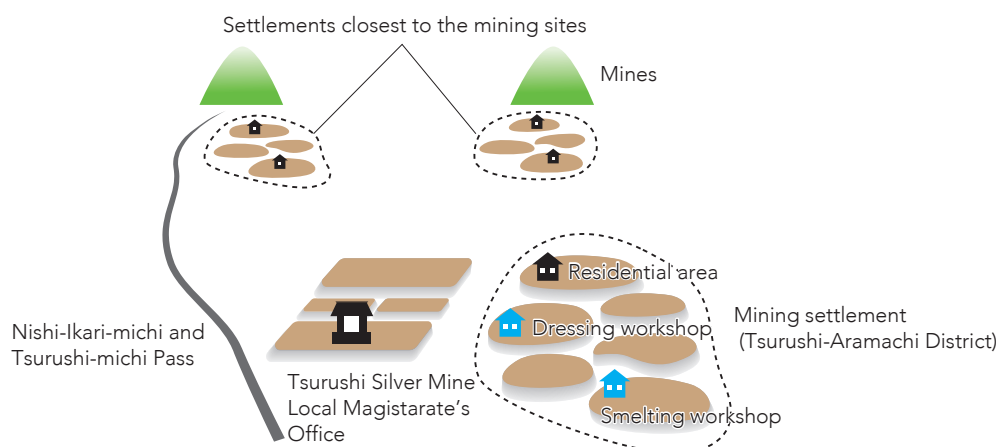 Settlements closest to the mining sites
Mines
Residential area
Dressing workshop
Mining settlement
(Tsurushi-Aramachi District)
Nishi-Ikari-michi and
Tsurushi-michi Pass
Tsurushi Silver Mine
Local Magistarate's
Office
Smelting workshop